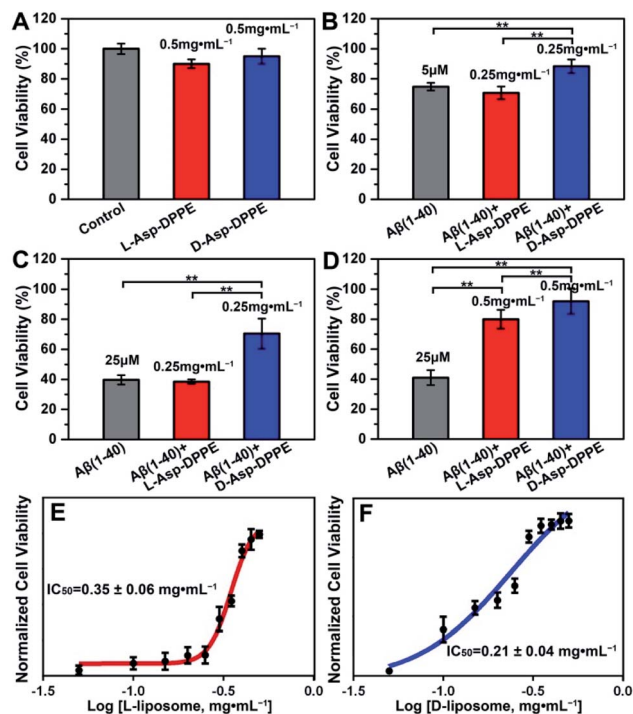 A
Cell Viability (%)
120
100
80
60
40
20
0
0.5mg•mL⁻¹
0.5mg•mL⁻¹
Control
L-Asp-DPPE
D-Asp-DPPE
B
Cell Viability (%)
120
100
80
60
40
20
0
**
**
5µM
0.25mg•mL⁻¹
0.25mg•mL⁻¹
Aβ(1-40)
Aβ(1-40)+
L-Asp-DPPE
Aβ(1-40)+
D-Asp-DPPE
C
Cell Viability (%)
120
100
80
60
40
20
0
**
**
25µM
0.25mg•mL⁻¹
0.25mg•mL⁻¹
Aβ(1-40)
Aβ(1-40)+
L-Asp-DPPE
Aβ(1-40)+
D-Asp-DPPE
D
Cell Viability (%)
120
100
80
60
40
20
0
**
**
**
25µM
0.5mg•mL⁻¹
0.5mg•mL⁻¹
Aβ(1-40)
Aβ(1-40)+
L-Asp-DPPE
Aβ(1-40)+
D-Asp-DPPE
E
Normalized Cell Viability
IC₅₀=0.35 ± 0.06 mg•mL⁻¹
-1.5
-1.0
-0.5
0.0
Log [L-liposome, mg•mL⁻¹]
F
Normalized Cell Viability
IC₅₀=0.21 ± 0.04 mg•mL⁻¹
-1.5
-1.0
-0.5
0.0
Log [D-liposome, mg•mL⁻¹]